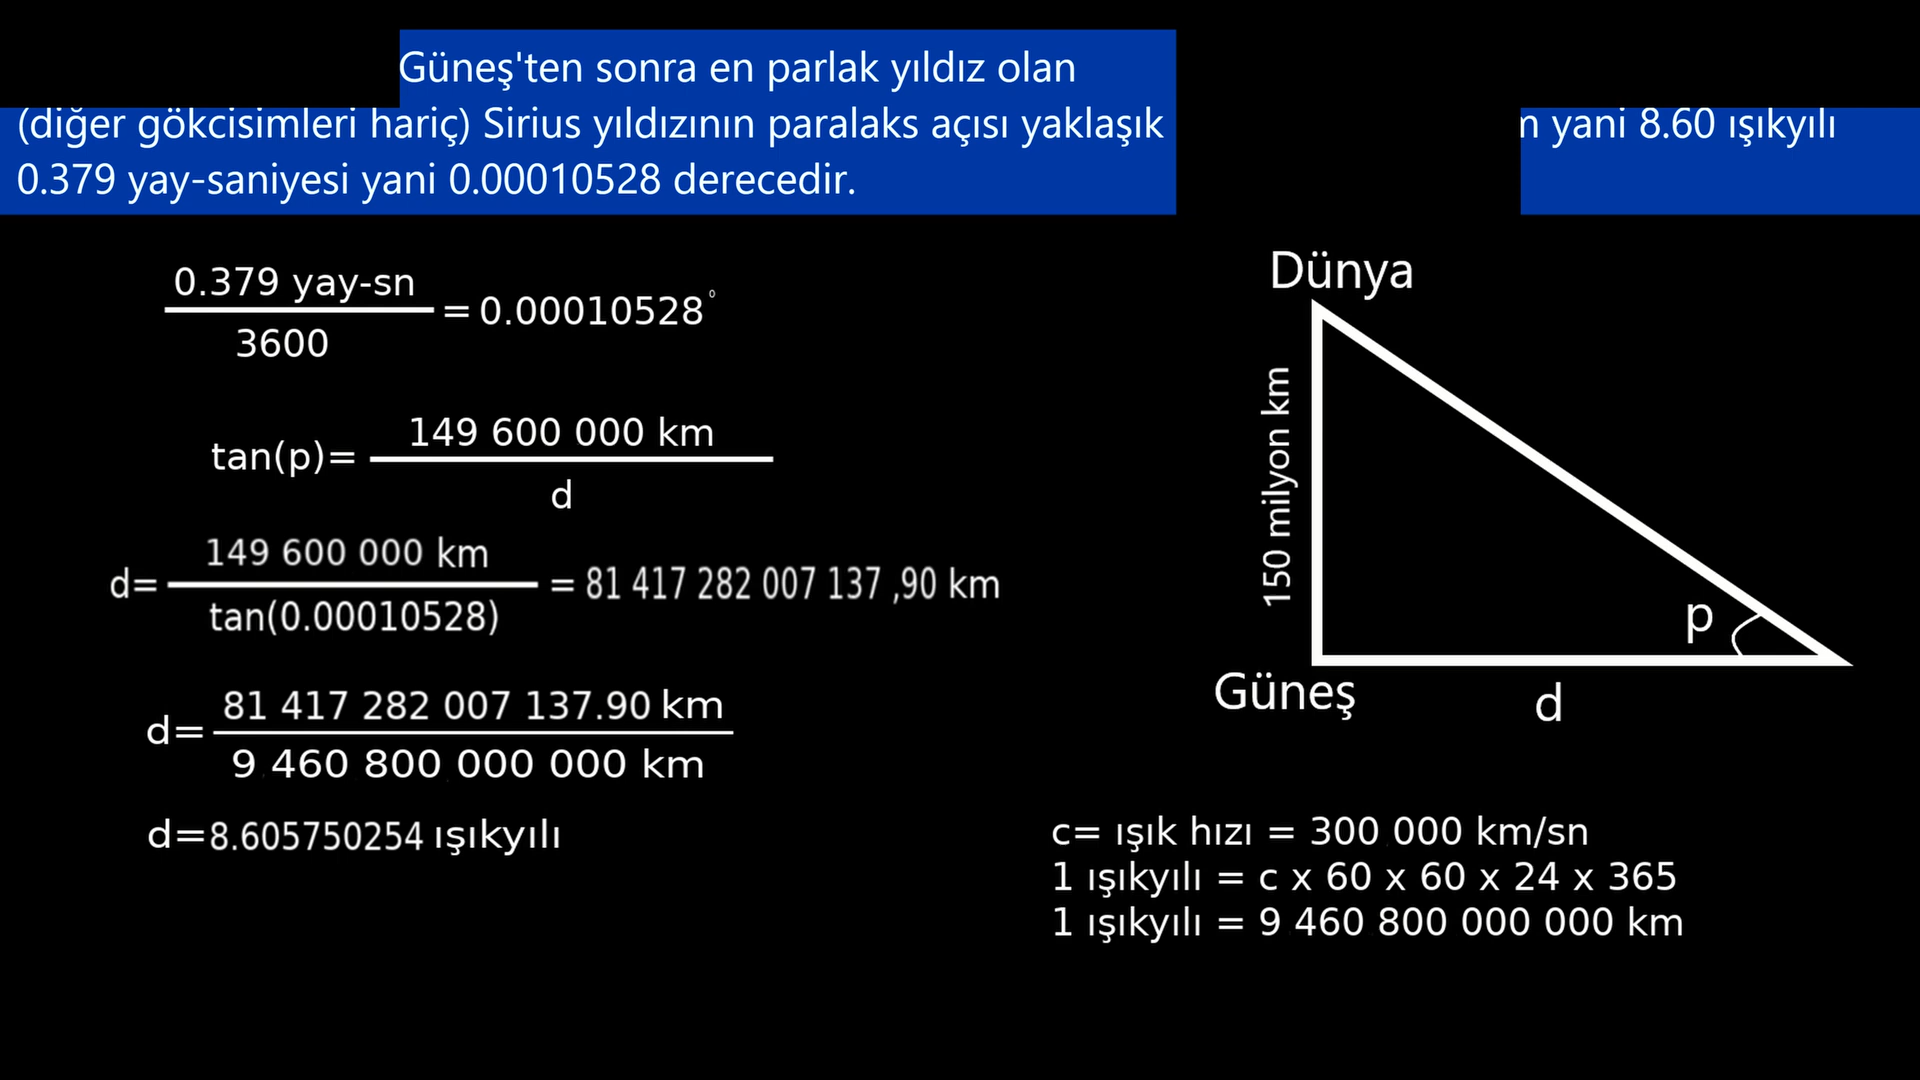 Güneş'ten sonra en parlak yıldız olan
(diğer gökcisimleri hariç) Sirius yıldızının paralaks açısı yaklaşık
yani 8.60 ışıkyılı
0.379 yay-saniyesi yani 0.00010528 derecedir.
0.379 yay-sn
3600
= 0.00010528°
tan(p)=
149 600 000 km
d
d=
149 600 000 km
tan(0.00010528)
= 81 417 282 007 137 ,90 km
d=
81 417 282 007 137.90 km
9 460 800 000 000 km
d=8.605750254 ışıkyılı
Dünya
150 milyon km
p
Güneş
d
c= ışık hızı = 300 000 km/sn
1 ışıkyılı = c x 60 x 60 x 24 x 365
1 ışıkyılı = 9 460 800 000 000 km